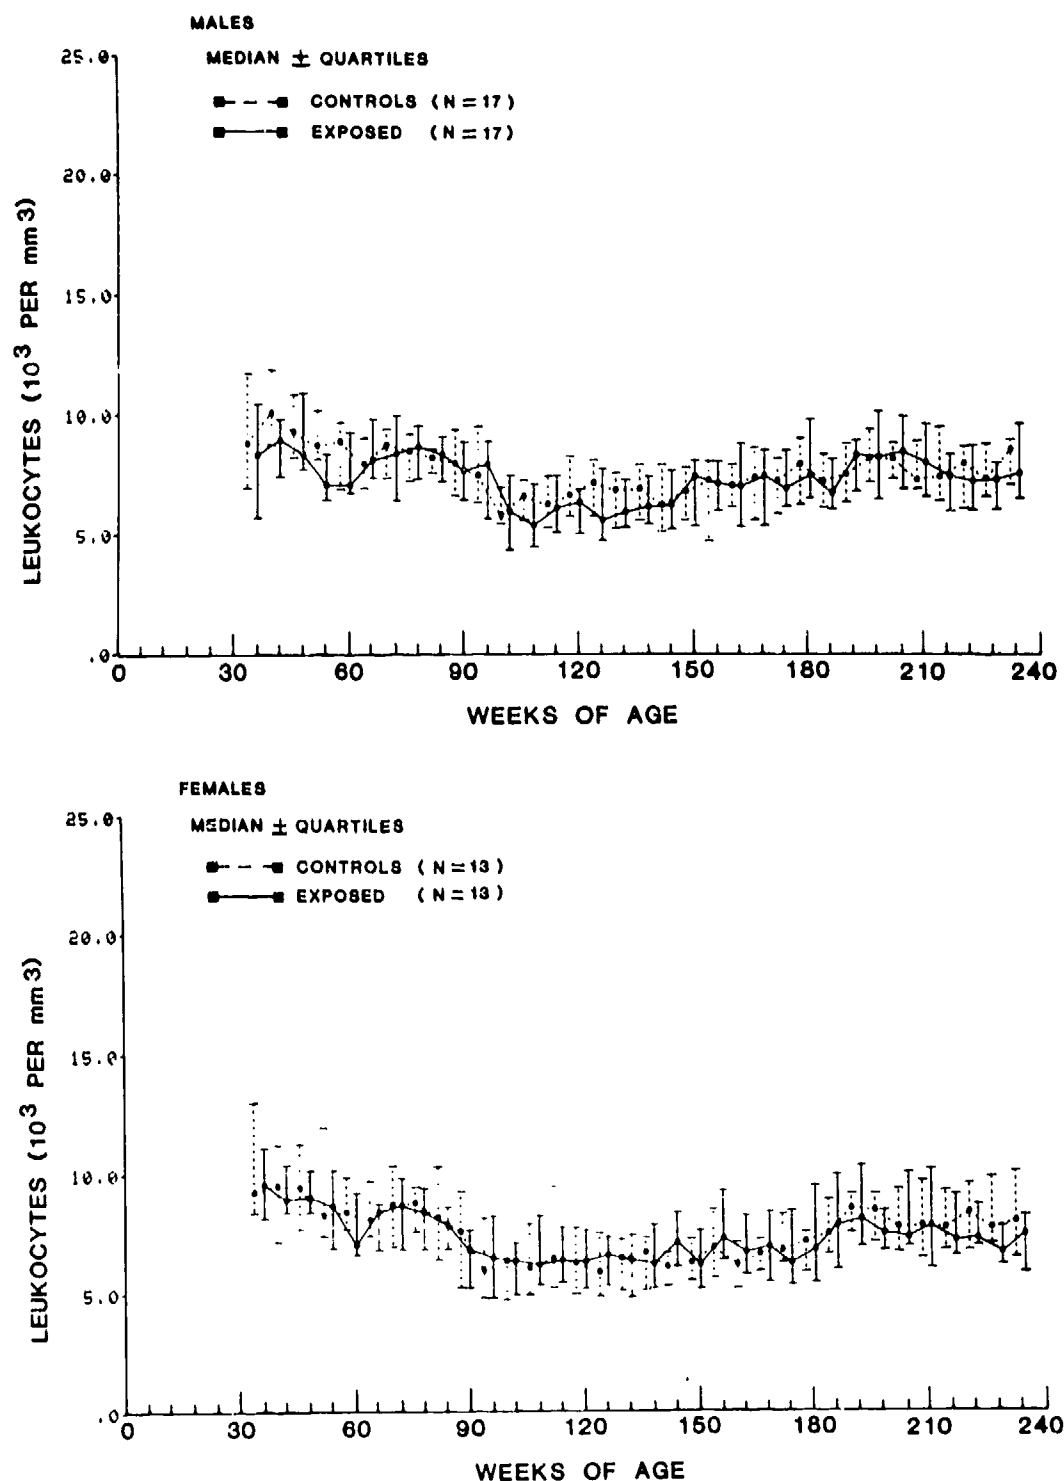 MALES
MEDIAN ± QUARTILES
CONTROLS (N=17)
EXPOSED (N=17)
25.0
20.0
15.0
10.0
5.0
.0
LEUKOCYTES (10³ PER mm3)
0 30 60 90 120 150 180 210 240
WEEKS OF AGE
FEMALES
MEDIAN ± QUARTILES
CONTROLS (N=13)
EXPOSED (N=13)
25.0
20.0
15.0
10.0
5.0
.0
LEUKOCYTES (10³ PER mm3)
0 30 60 90 120 150 180 210 240
WEEKS OF AGE